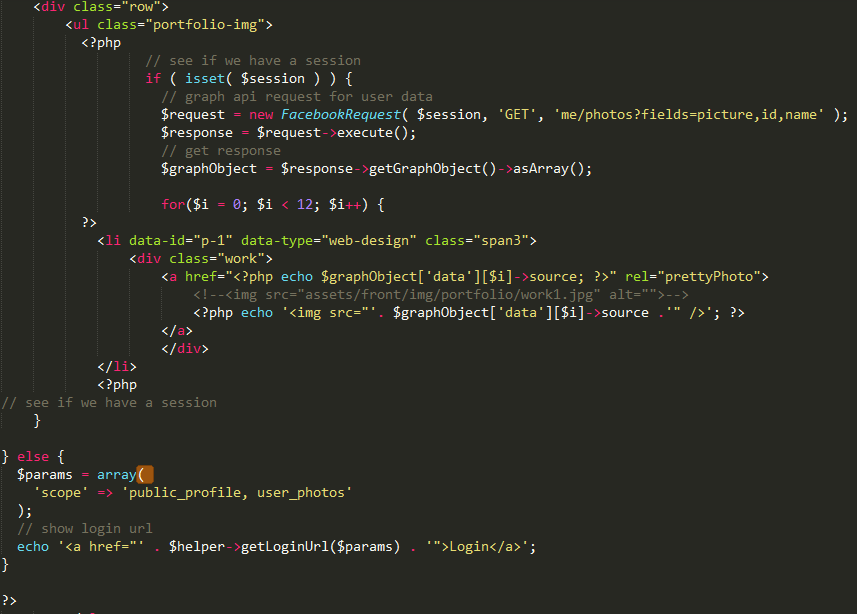 <div class="row">
<ul class="portfolio-img">
<?php
// see if we have a session
if ( isset( $session ) ) {
// graph api request for user data
$request = new FacebookRequest( $session, 'GET', 'me/photos?fields=picture,id,name' );
$response = $request->execute();
// get response
$graphObject = $response->getGraphObject()->asArray();
for($i = 0; $i < 12; $i++) {
?>
<li data-id="p-1" data-type="web-design" class="span3">
<div class="work">
<a href="<?php echo $graphObject['data'][$i]->source; ?>" rel="prettyPhoto">
<!--<img src="assets/front/img/portfolio/work1.jpg" alt="">-->
<?php echo '<img src="'. $graphObject['data'][$i]->source .'" />'; ?>
</a>
</div>
</li>
<?php
// see if we have a session
}
} else {
$params = array(
'scope' => 'public_profile, user_photos'
);
// show login url
echo '<a href="' . $helper->getLoginUrl($params) . '">Login</a>';
}
?>